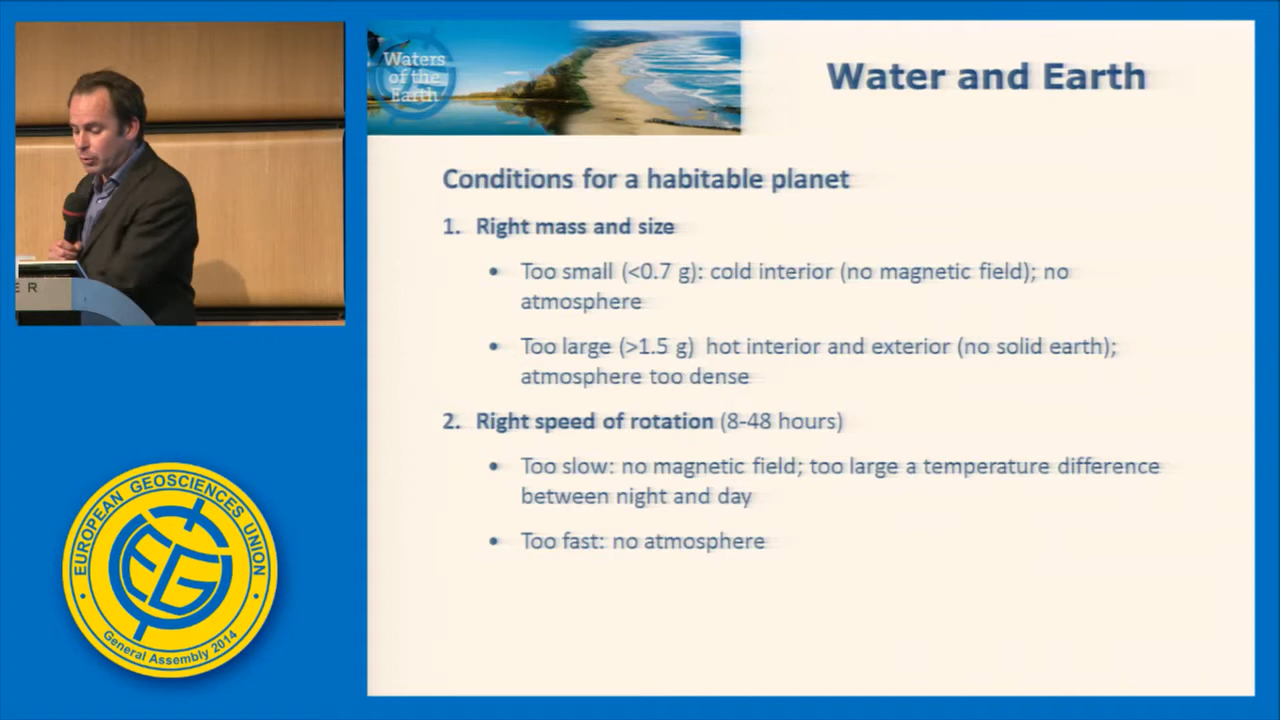 Waters
of the
Earth
Water and Earth
Conditions for a habitable planet
1. Right mass and size
• Too small (<0.7 g): cold interior (no magnetic field); no
atmosphere
• Too large (>1.5 g) hot interior and exterior (no solid earth);
atmosphere too dense
2. Right speed of rotation (8-48 hours)
• Too slow: no magnetic field; too large a temperature difference
between night and day
• Too fast: no atmosphere
E R
EUROPEAN GEOSCIENCES UNION
EGU
General Assembly 2014